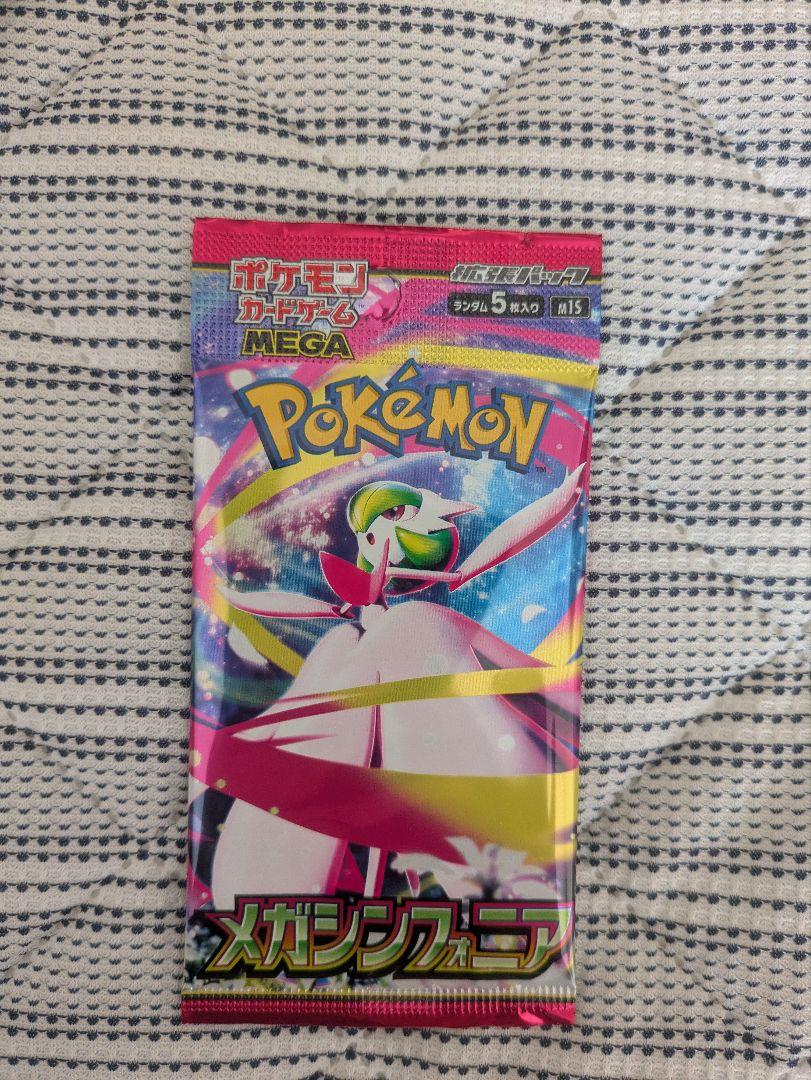 ポケモン
カードゲーム
MEGA
拡張パック
ランダム5枚入り M1S
POKéMON
TM
メガシンフォニア